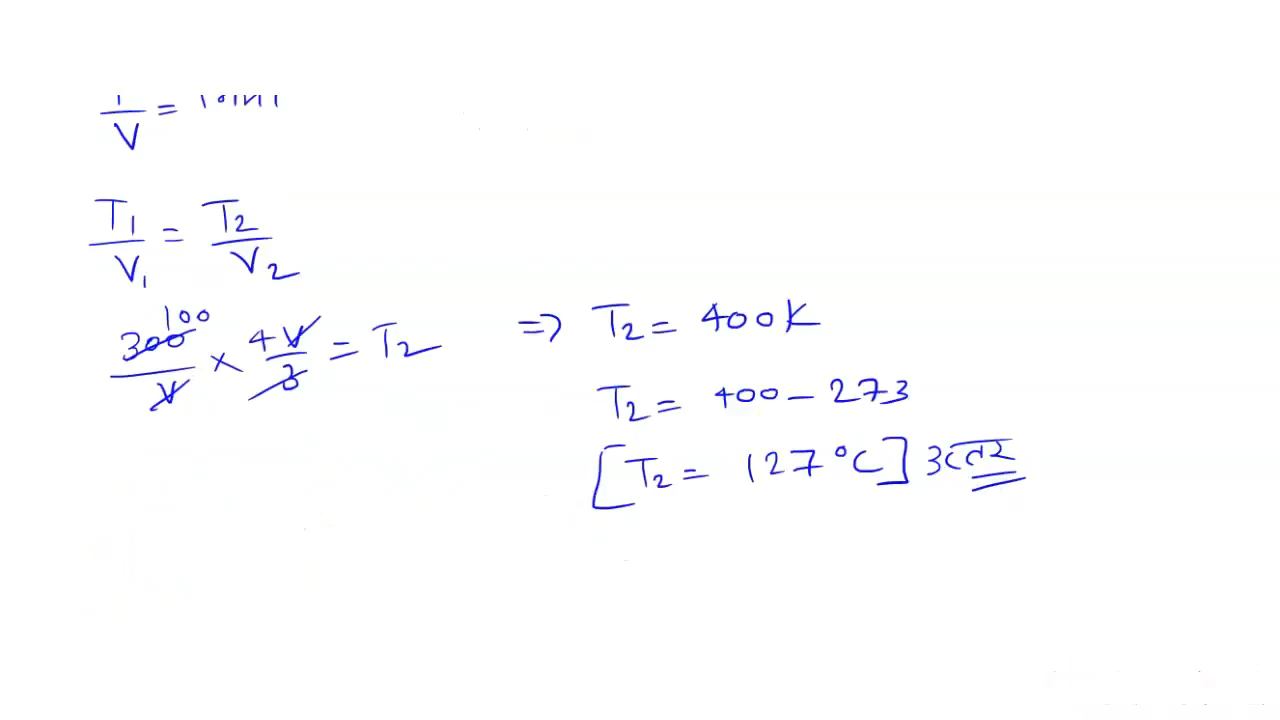 V =
T1/V1 = T2/V2
300/V × 4V/3 = T2 100
=> T2 = 400K
T2 = 400 - 273
[T2 = 127°C] उत्तर